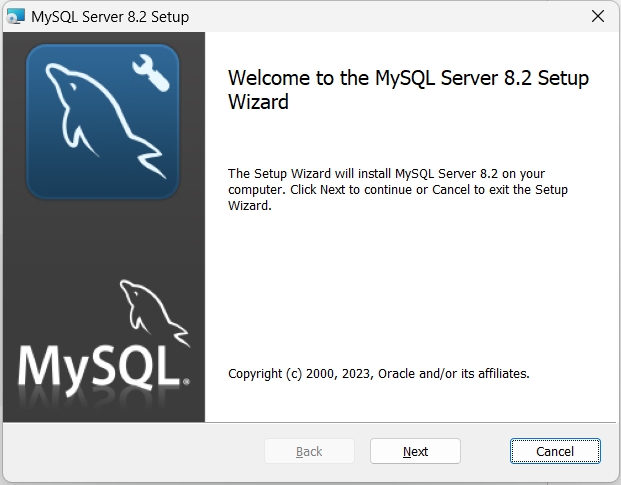 MySQL Server 8.2 Setup
Welcome to the MySQL Server 8.2 Setup
Wizard
The Setup Wizard will install MySQL Server 8.2 on your
computer. Click Next to continue or Cancel to exit the Setup
Wizard.
MySQL®
Copyright (c) 2000, 2023, Oracle and/or its affiliates.
Back
Next
Cancel